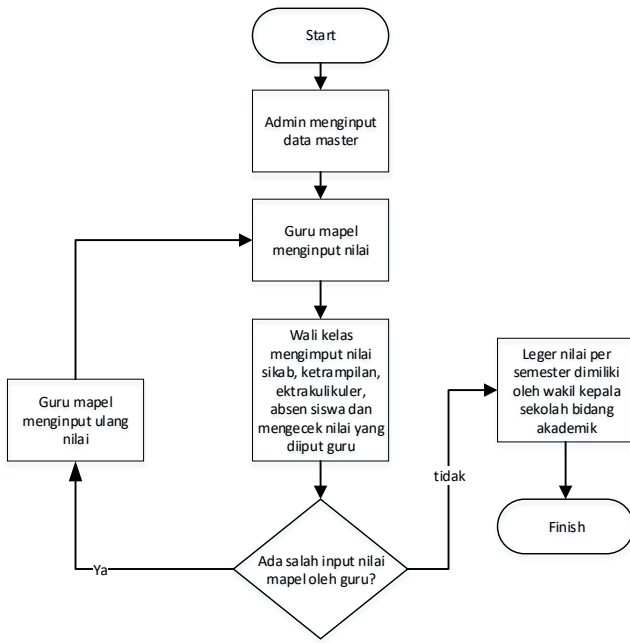 Start
Admin menginput
data master
Guru mapel
menginput nilai
Wali kelas
mengimput nilai
sikab, ketrampilan,
ektrakulikuler,
absen siswa dan
mengecek nilai yang
diiput guru
Guru mapel
menginput ulang
nilai
Ada salah input nilai
mapel oleh guru?
Ya
tidak
Leger nilai per
semester dimiliki
oleh wakil kepala
sekolah bidang
akademik
Finish